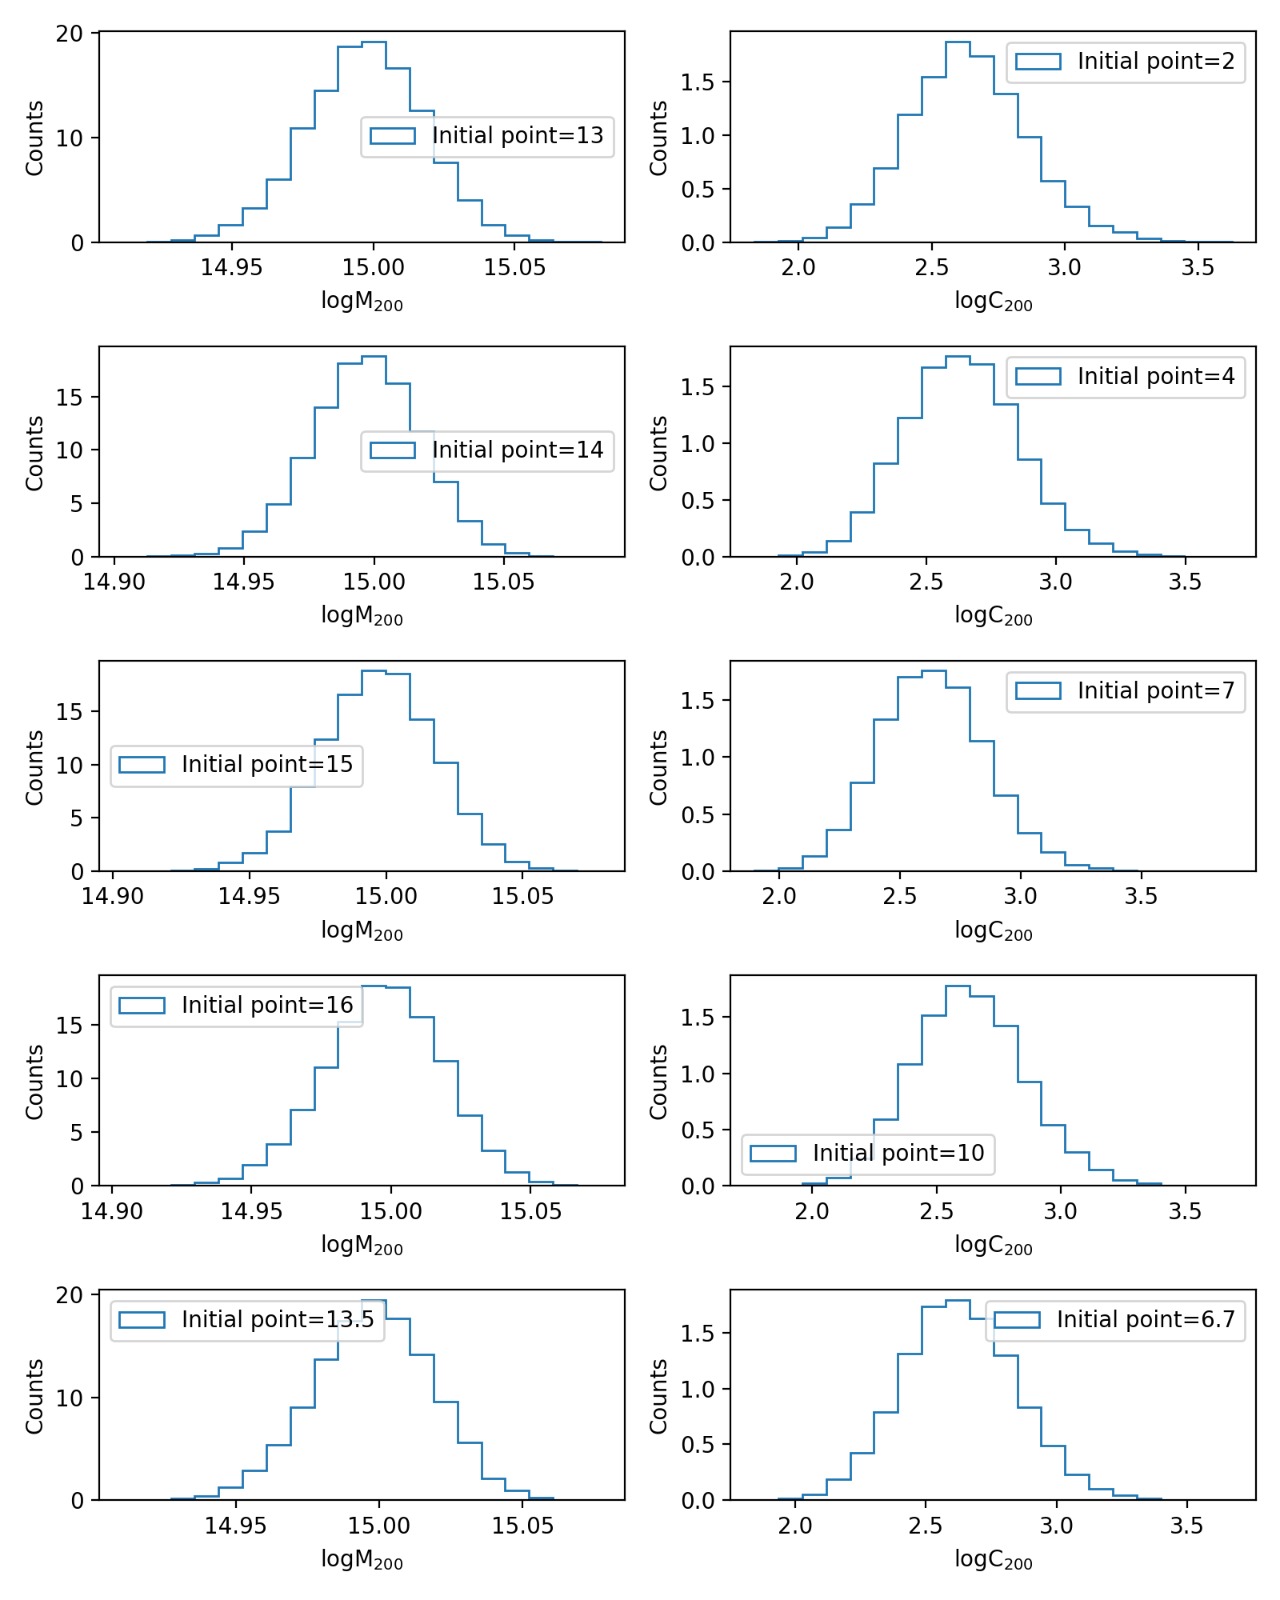 20
10
0
Counts
Initial point=13
14.95 15.00 15.05
logM200
1.5
1.0
0.5
0.0
Counts
Initial point=2
2.0 2.5 3.0 3.5
logC200
15
10
5
0
Counts
Initial point=14
14.90 14.95 15.00 15.05
logM200
1.5
1.0
0.5
0.0
Counts
Initial point=4
2.0 2.5 3.0 3.5
logC200
15
10
5
0
Counts
Initial point=15
14.90 14.95 15.00 15.05
logM200
1.5
1.0
0.5
0.0
Counts
Initial point=7
2.0 2.5 3.0 3.5
logC200
15
10
5
0
Counts
Initial point=16
14.90 14.95 15.00 15.05
logM200
1.5
1.0
0.5
0.0
Counts
Initial point=10
2.0 2.5 3.0 3.5
logC200
20
10
0
Counts
Initial point=13.5
14.95 15.00 15.05
logM200
1.5
1.0
0.5
0.0
Counts
Initial point=6.7
2.0 2.5 3.0 3.5
logC200